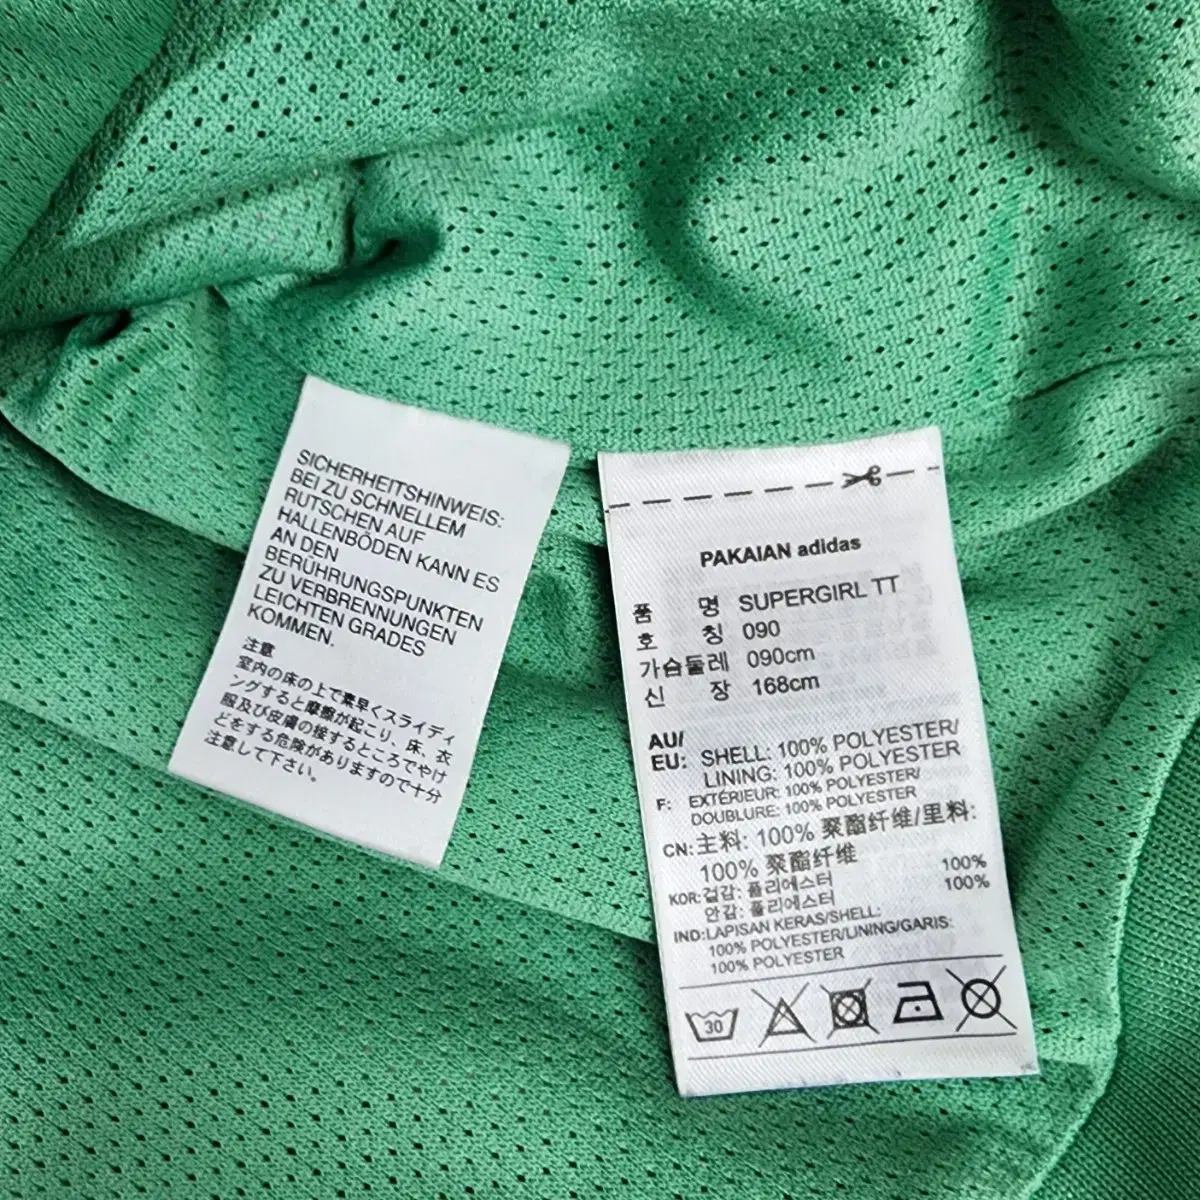 SICHERHEITSHINWEIS:
BEI ZU SCHNELLEM
RUTSCHEN AUF
HALLENBÖDEN KANN ES
AN DEN
BERÜHRUNGSPUNKTEN
ZU VERBRENNUNGEN
LEICHTEN GRADES
KOMMEN.
注意
室内の床の上で素早くスライディ
ングすると摩擦が起こり、床、衣
服及び皮膚の接するところでやけ
どをする危険がありますので十分
注意して下さい。
PAKAIAN adidas
품 명 SUPERGIRL TT
호 칭 090
가슴둘레 090cm
신 장 168cm
AU/
EU: SHELL: 100% POLYESTER/
LINING: 100% POLYESTER
F: EXTÉRIEUR: 100% POLYESTER/
DOUBLURE: 100% POLYESTER
CN: 主料: 100% 聚酯纤维/里料:
100% 聚酯纤维
KOR: 겉감: 폴리에스터 100%
안감: 폴리에스터 100%
IND: LAPISAN KERAS/SHELL:
100% POLYESTER/LINING/GARIS:
100% POLYESTER
30